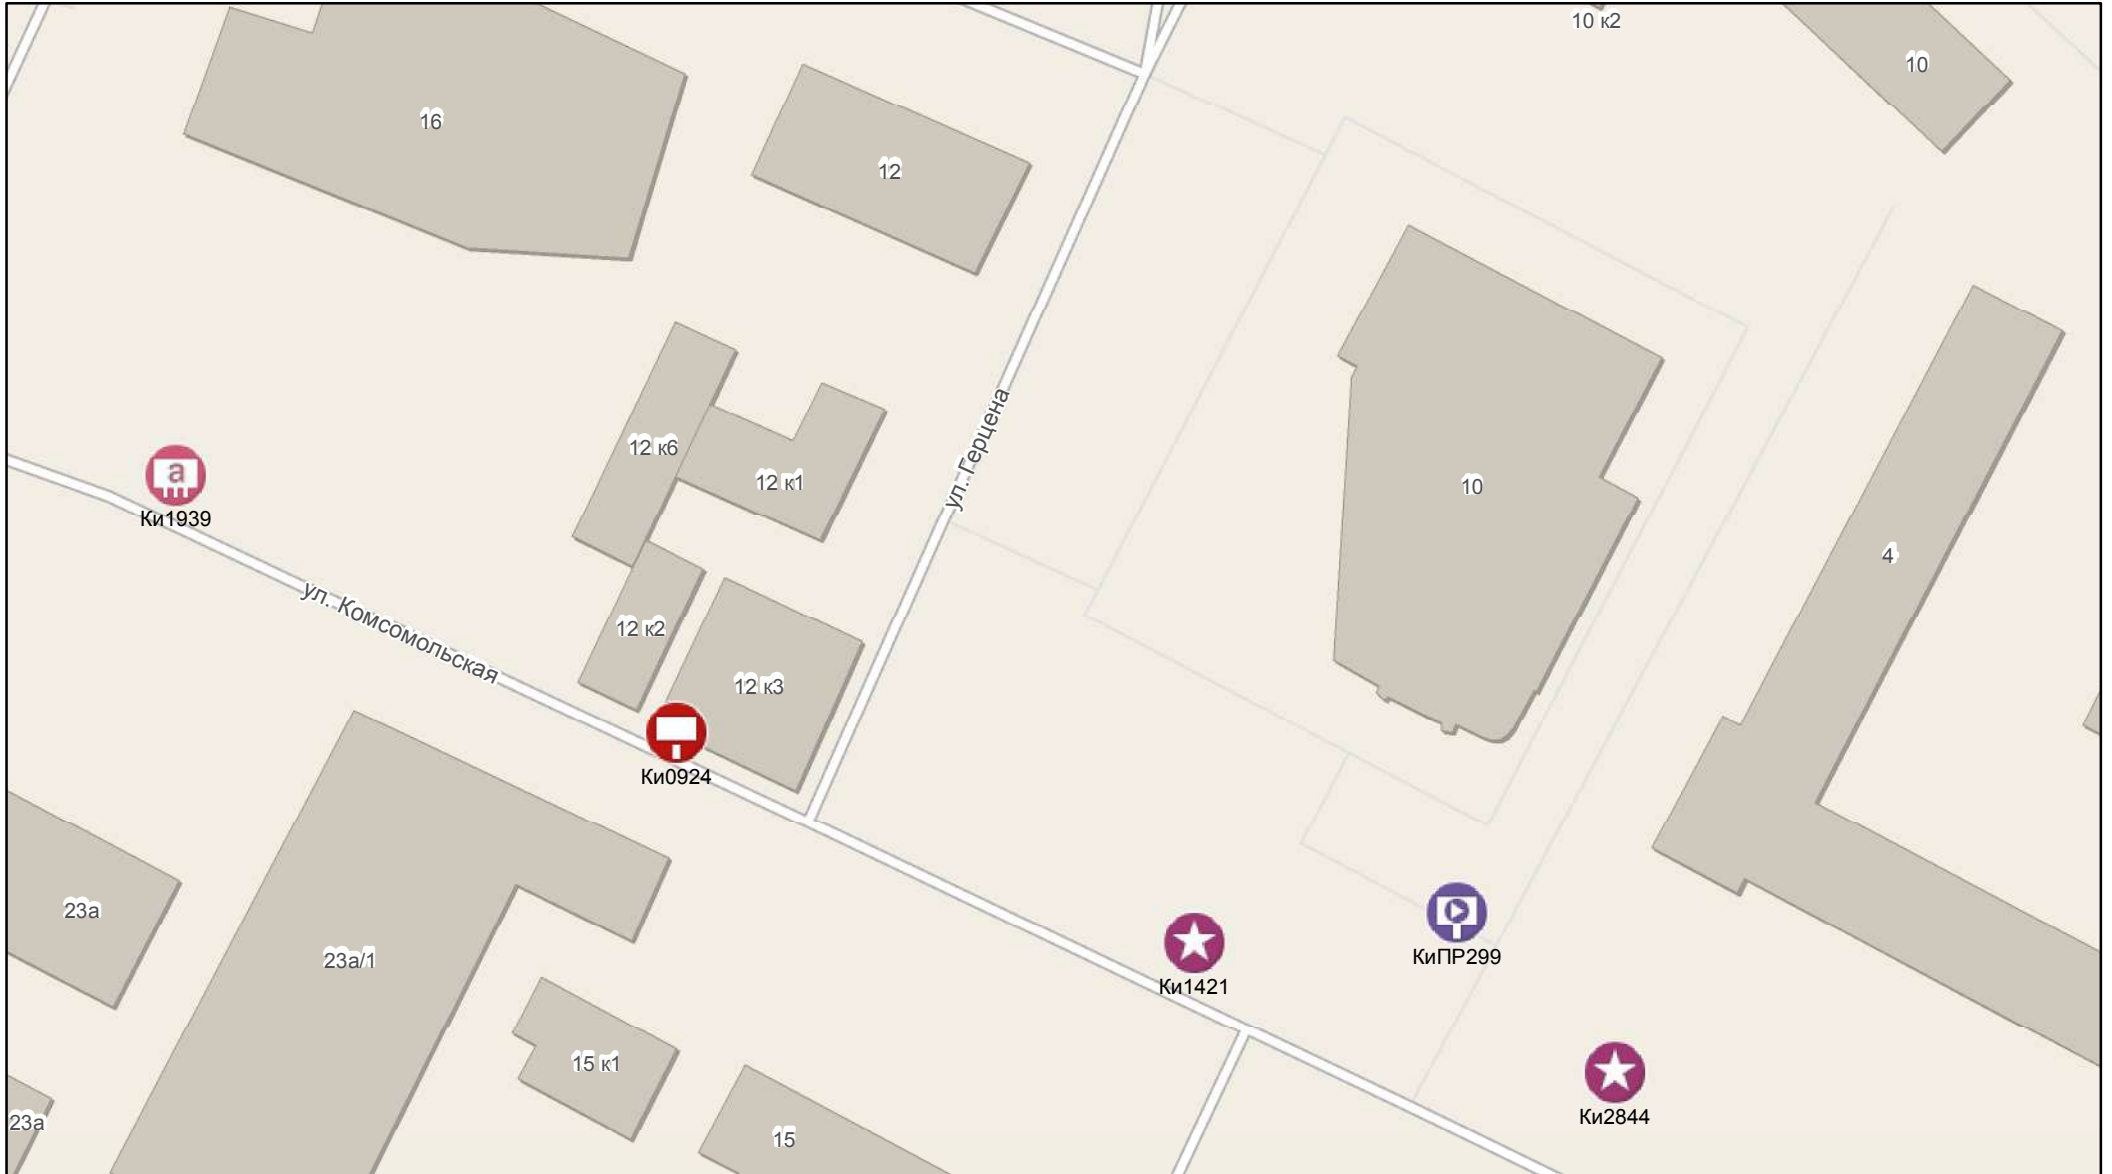 10 к2
10
16
12
ул. Герцена
12 к6
12 к1
a
Ки1939
10
4
ул. Комсомольская
12 к2
12 к3
Ки0924
23а
23а/1
Ки1421
КиПР299
15 к1
Ки2844
23а
15